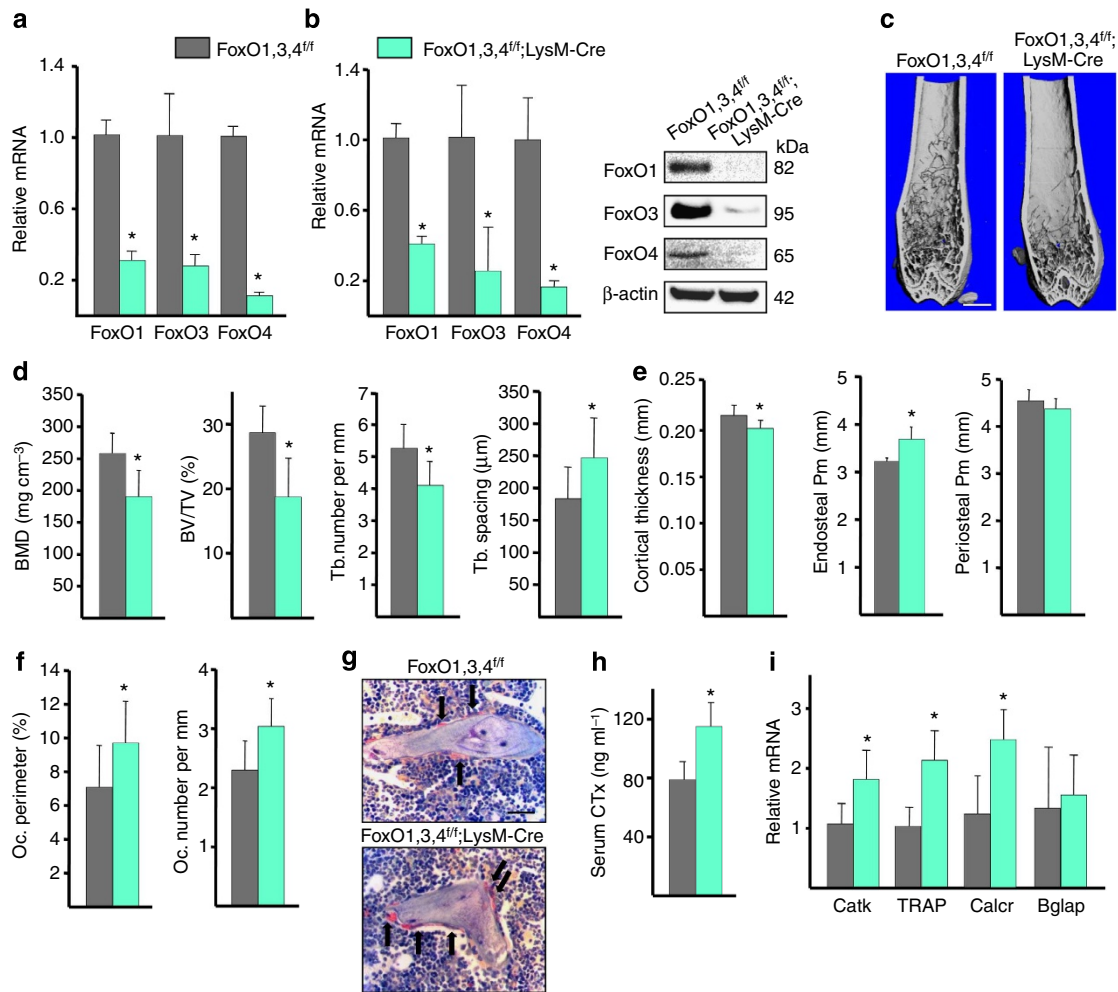 a
b
c
FoxO1,3,4f/f
FoxO1,3,4f/f;LysM-Cre
1.4
1.0
0.6
0.2
Relative mRNA
FoxO1 FoxO3 FoxO4
1.4
1.0
0.6
0.2
Relative mRNA
FoxO1 FoxO3 FoxO4
FoxO1,3,4f/f
FoxO1,3,4f/f;
LysM-Cre
kDa
FoxO1 82
FoxO3 95
FoxO4 65
β-actin 42
FoxO1,3,4f/f
FoxO1,3,4f/f;
LysM-Cre
* * *
* * *
d
350
300
250
200
150
100
50
BMD (mg cm–3)
*
30
20
10
BV/TV (%)
*
7
6
5
4
3
2
1
Tb.number per mm
*
350
300
250
200
150
100
50
Tb. spacing (μm)
*
e
0.25
0.20
0.15
0.10
0.05
Cortical thickness (mm)
*
5
4
3
2
1
Endosteal Pm (mm)
*
5
4
3
2
1
Periosteal Pm (mm)
f
14
12
10
8
6
4
2
Oc. perimeter (%)
*
4
3
2
1
Oc. number per mm
*
g
FoxO1,3,4f/f
FoxO1,3,4f/f;LysM-Cre
h
120
80
40
Serum CTx (ng ml–1)
*
i
3
2
1
Relative mRNA
* * *
Catk TRAP Calcr Bglap